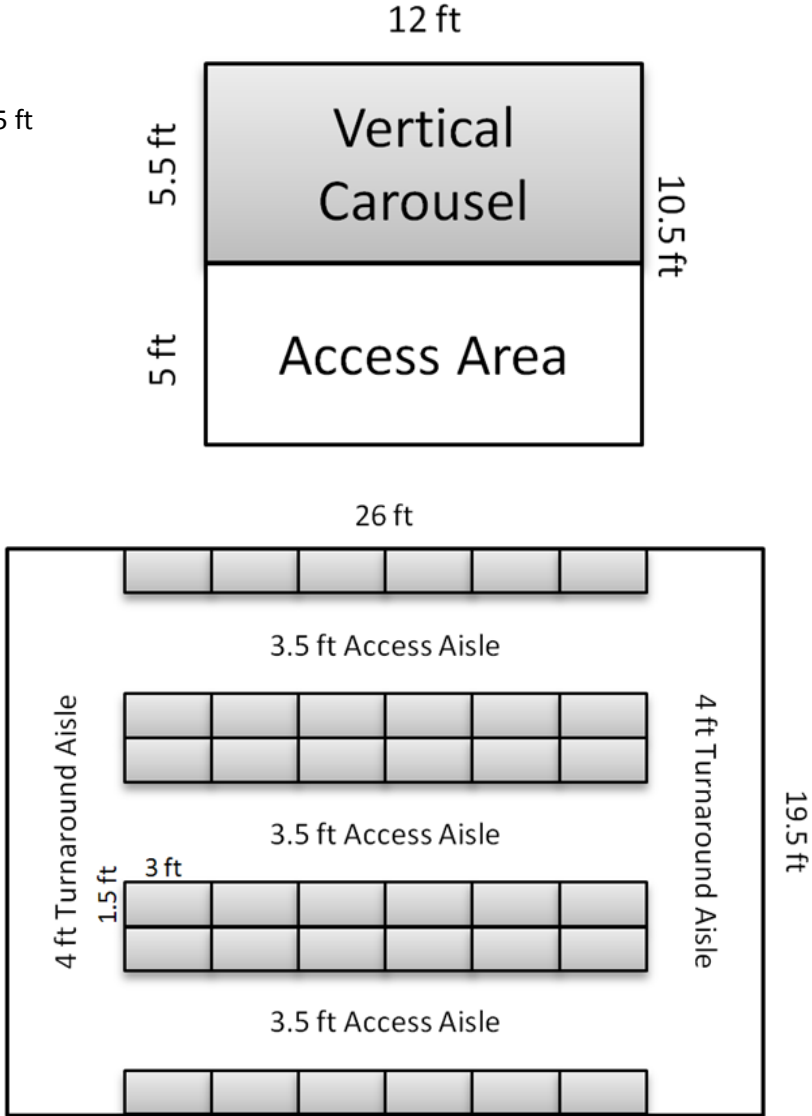 12 ft
5 ft
5.5 ft
Vertical
Carousel
10.5 ft
5 ft
Access Area
26 ft
3.5 ft Access Aisle
4 ft Turnaround Aisle
4 ft Turnaround Aisle
19.5 ft
3.5 ft Access Aisle
3 ft
1.5 ft
3.5 ft Access Aisle